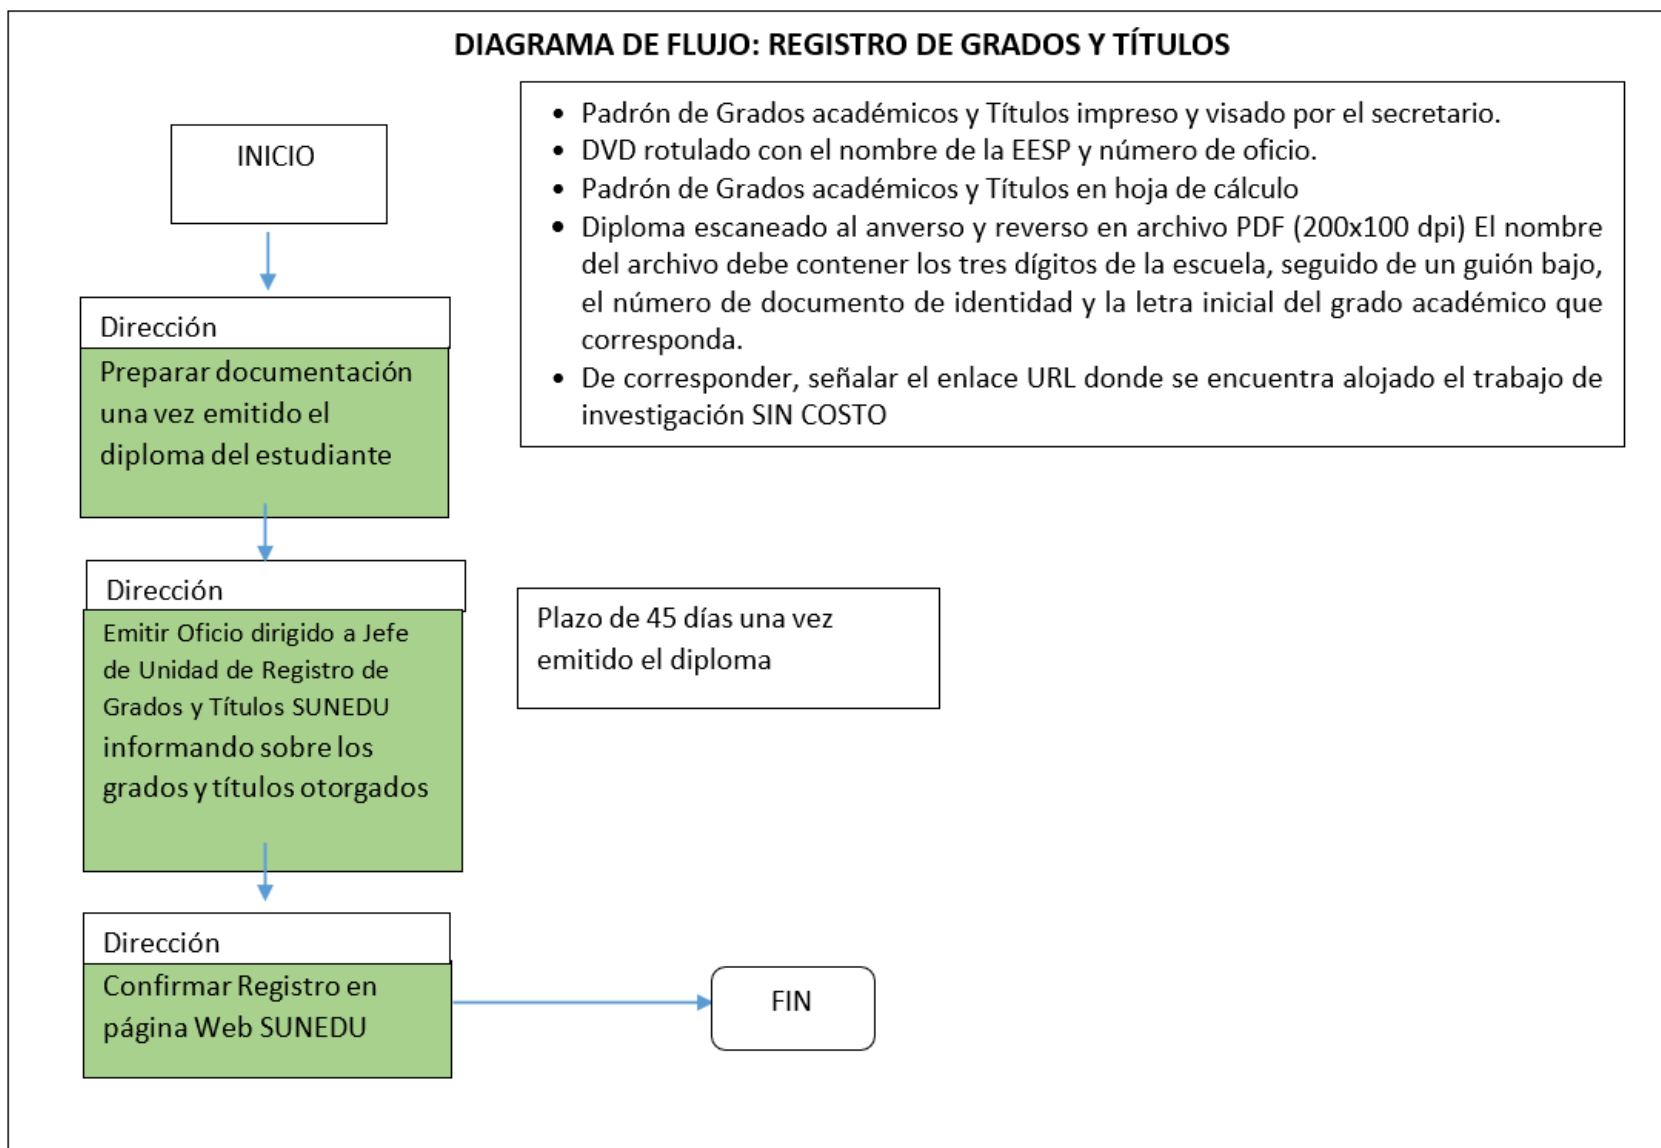 DIAGRAMA DE FLUJO: REGISTRO DE GRADOS Y TÍTULOS
INICIO
• Padrón de Grados académicos y Títulos impreso y visado por el secretario.
• DVD rotulado con el nombre de la EESP y número de oficio.
• Padrón de Grados académicos y Títulos en hoja de cálculo
• Diploma escaneado al anverso y reverso en archivo PDF (200x100 dpi) El nombre
del archivo debe contener los tres dígitos de la escuela, seguido de un guión bajo,
el número de documento de identidad y la letra inicial del grado académico que
corresponda.
• De corresponder, señalar el enlace URL donde se encuentra alojado el trabajo de
investigación SIN COSTO
Dirección
Preparar documentación
una vez emitido el
diploma del estudiante
Dirección
Emitir Oficio dirigido a Jefe
de Unidad de Registro de
Grados y Títulos SUNEDU
informando sobre los
grados y títulos otorgados
Plazo de 45 días una vez
emitido el diploma
Dirección
Confirmar Registro en
página Web SUNEDU
FIN